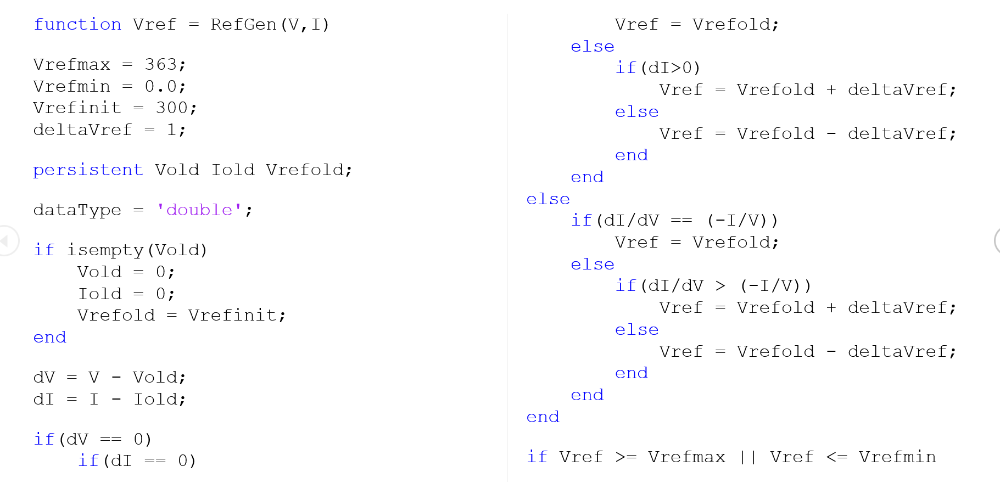 function Vref = RefGen(V,I)
Vrefmax = 363;
Vrefmin = 0.0;
Vrefinit = 300;
deltaVref = 1;
persistent Vold Iold Vrefold;
dataType = 'double';
if isempty(Vold)
    Vold = 0;
    Iold = 0;
    Vrefold = Vrefinit;
end
dV = V - Vold;
dI = I - Iold;
if(dV == 0)
    if(dI == 0)
        Vref = Vrefold;
    else
        if(dI>0)
            Vref = Vrefold + deltaVref;
        else
            Vref = Vrefold - deltaVref;
        end
    end
else
    if(dI/dV == (-I/V))
        Vref = Vrefold;
    else
        if(dI/dV > (-I/V))
            Vref = Vrefold + deltaVref;
        else
            Vref = Vrefold - deltaVref;
        end
    end
end
if Vref >= Vrefmax || Vref <= Vrefmin